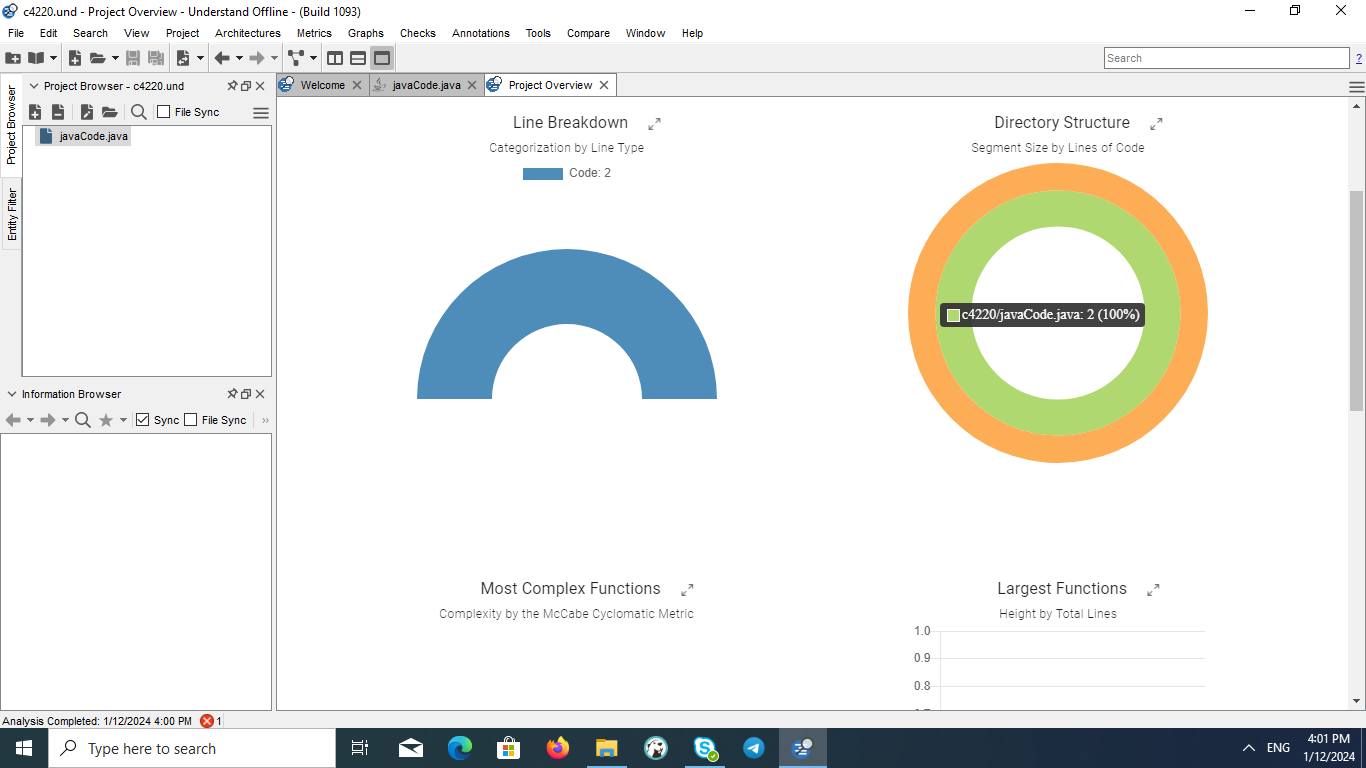 c4220.und - Project Overview - Understand Offline - (Build 1093)
File Edit Search View Project Architectures Metrics Graphs Checks Annotations Tools Compare Window Help
Search ?
Project Browser - c4220.und
Welcome javaCode.java Project Overview
Project Browser
Entity Filter
File Sync
javaCode.java
Line Breakdown
Categorization by Line Type
Code: 2
Directory Structure
Segment Size by Lines of Code
c4220/javaCode.java: 2 (100%)
Information Browser
Sync File Sync »
Most Complex Functions
Complexity by the McCabe Cyclomatic Metric
Largest Functions
Height by Total Lines
1.0
0.9
0.8
Analysis Completed: 1/12/2024 4:00 PM 1
Type here to search
ENG
4:01 PM
1/12/2024